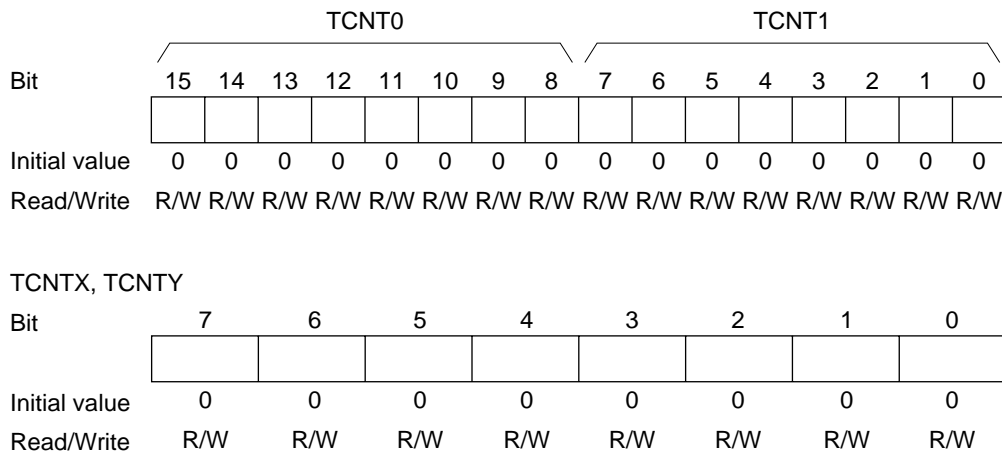 TCNT0 TCNT1
Bit 15 14 13 12 11 10 9 8 7 6 5 4 3 2 1 0
Initial value 0 0 0 0 0 0 0 0 0 0 0 0 0 0 0 0
Read/Write R/W R/W R/W R/W R/W R/W R/W R/W R/W R/W R/W R/W R/W R/W R/W R/W
TCNTX, TCNTY
Bit 7 6 5 4 3 2 1 0
Initial value 0 0 0 0 0 0 0 0
Read/Write R/W R/W R/W R/W R/W R/W R/W R/W